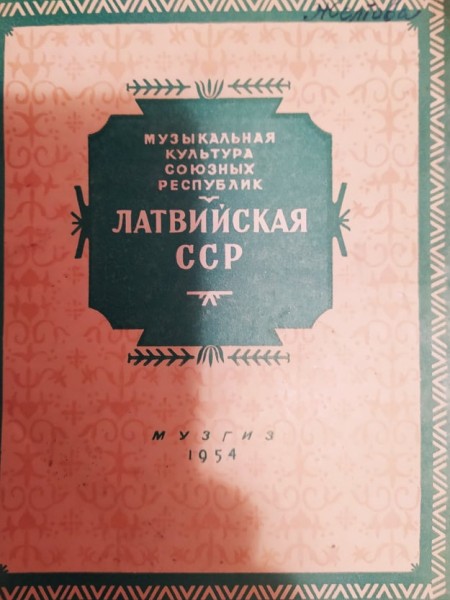 МУЗЫКАЛЬНАЯ
КУЛЬТУРА
СОЮЗНЫХ
РЕСПУБЛИК
ЛАТВИЙСКАЯ
ССР
МУЗГИЗ
1954